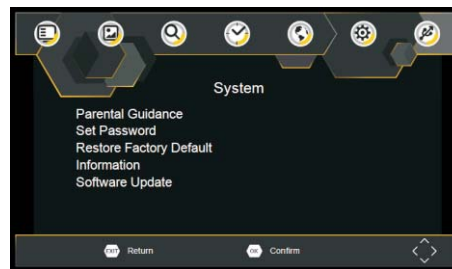 System
Parental Guidance
Set Password
Restore Factory Default
Information
Software Update
EXIT Return
OK Confirm